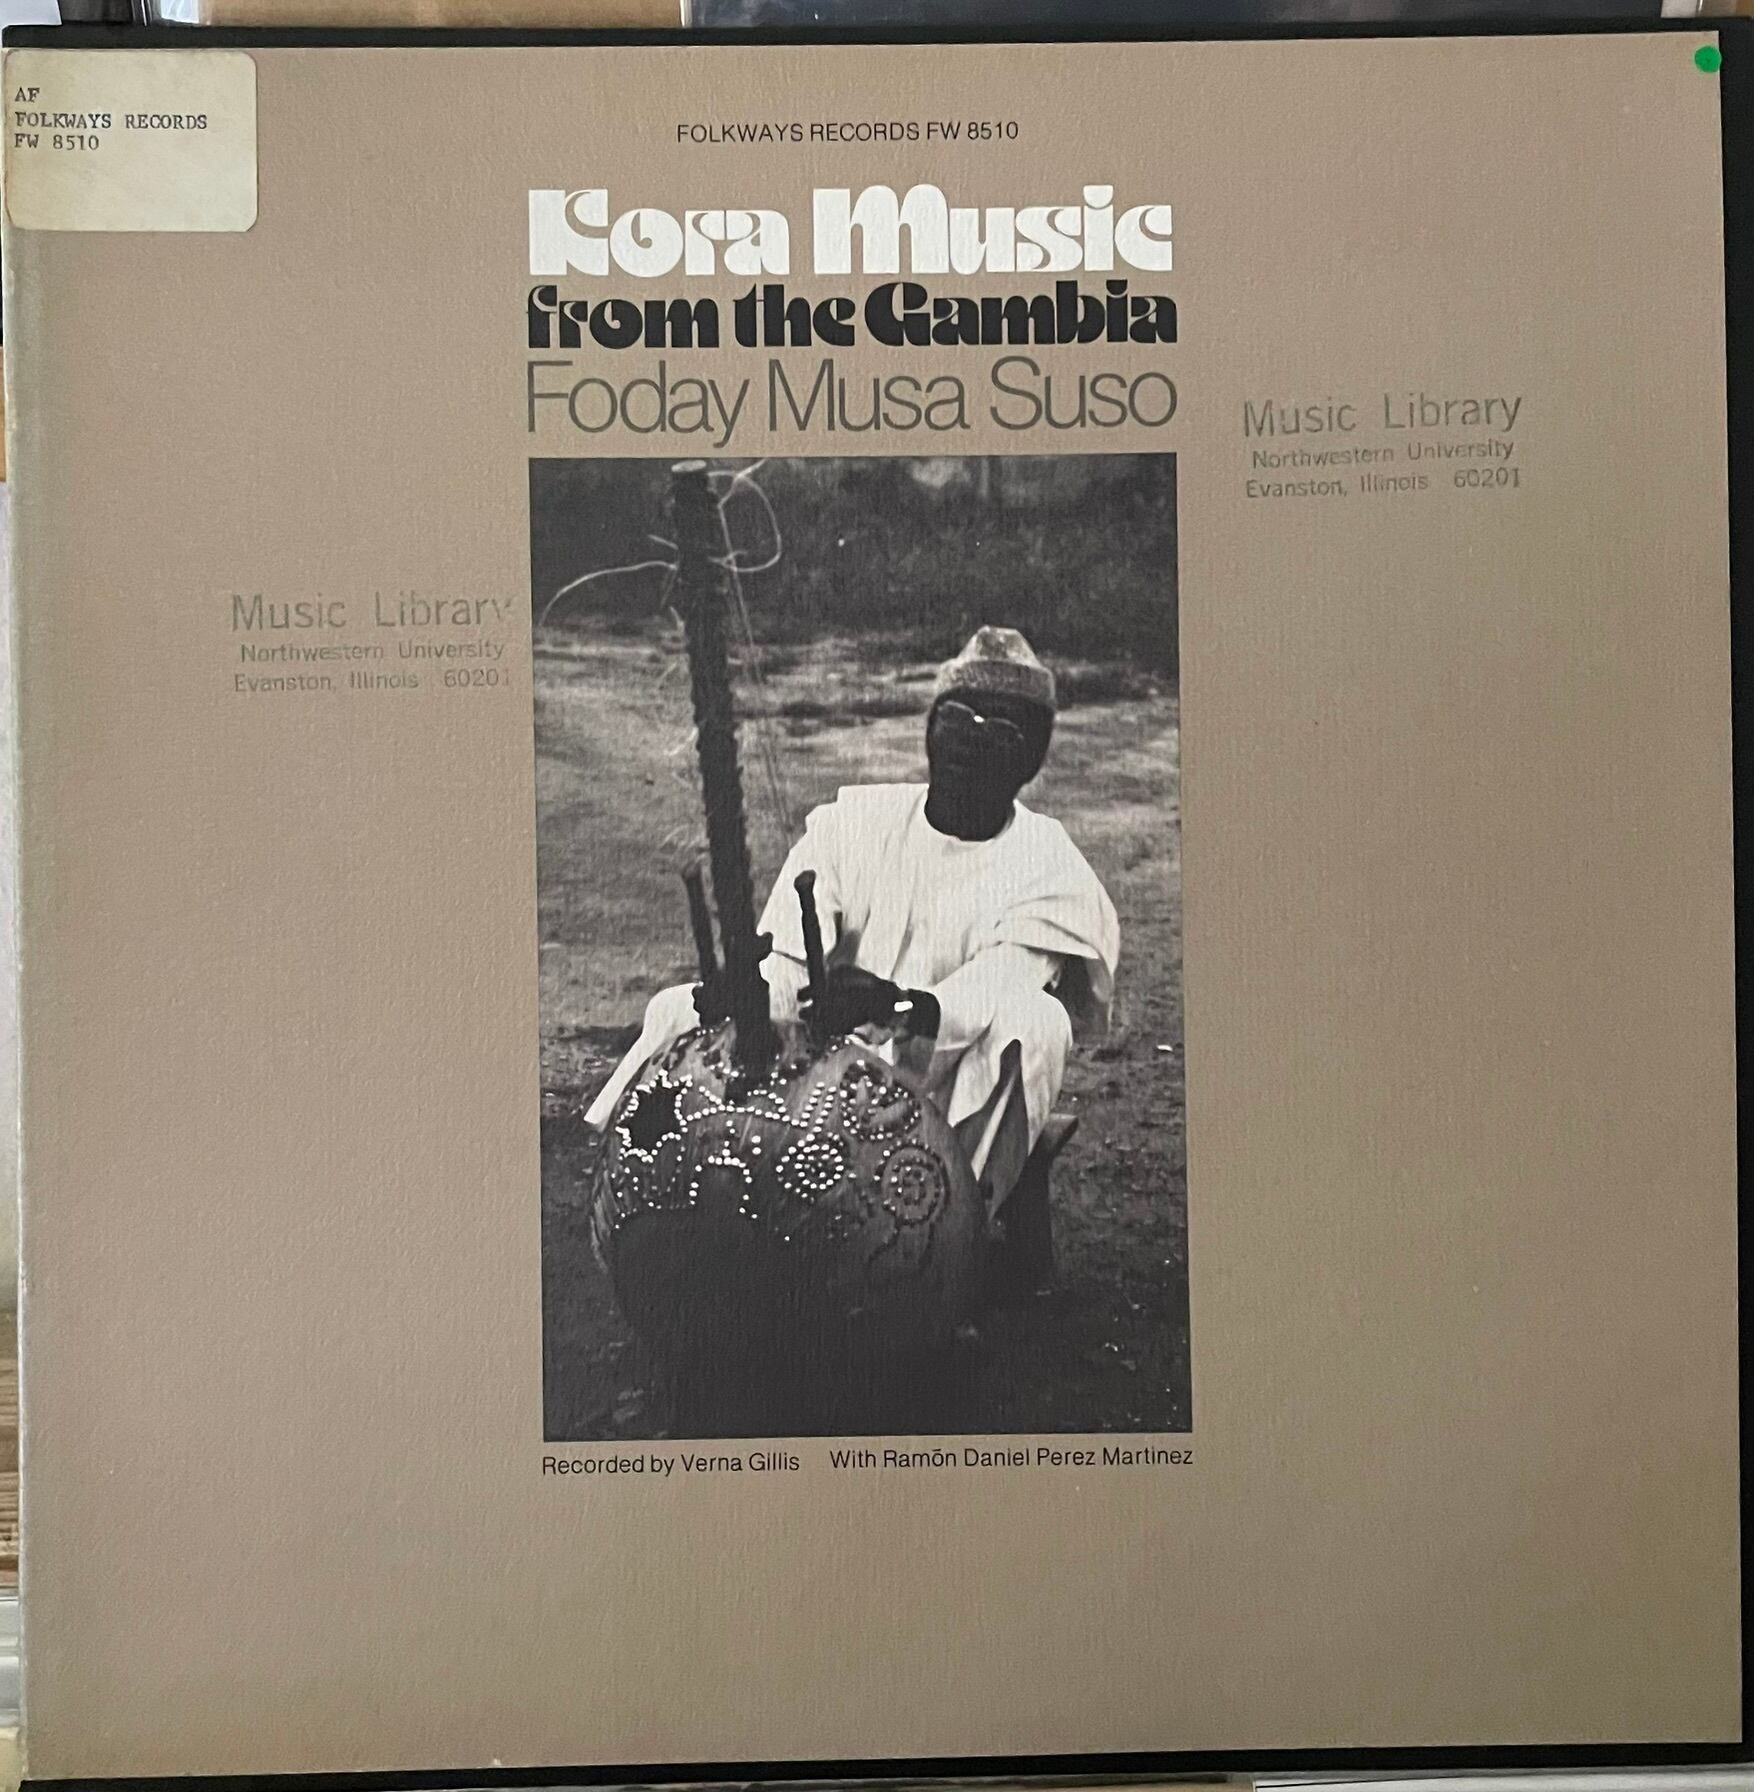 AF
FOLKWAYS RECORDS
FW 8510
FOLKWAYS RECORDS FW 8510
Kora Music
from the Gambia
Foday Musa Suso
Music Library
Northwestern University
Evanston, Illinois 60201
Music Library
Northwestern University
Evanston, Illinois 60201
Recorded by Verna Gillis With Ramōn Daniel Perez Martinez